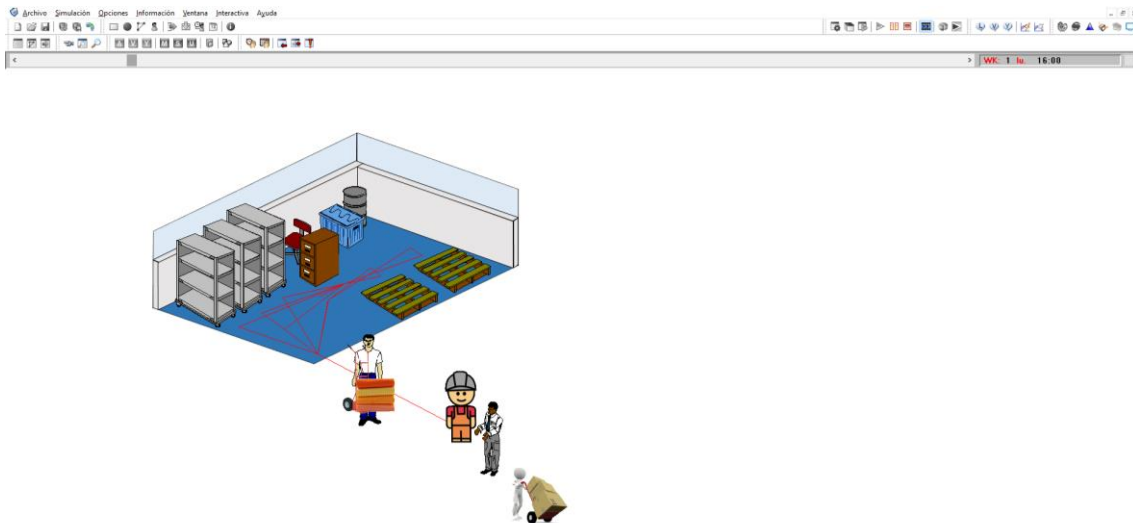 Archivo Simulación Opciones Información Ventana Interactiva Ayuda
WK: 1 lu. 16:00